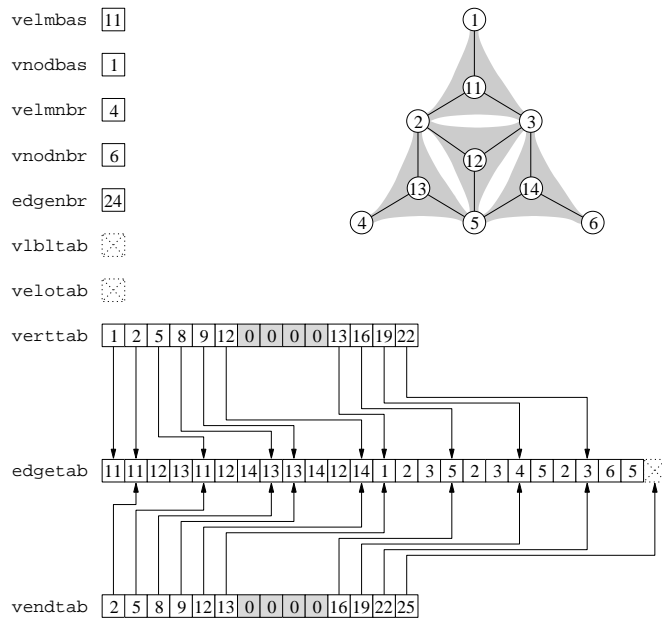 velmbas 11
1
vnodbas 1
11
velmnbr 4
2 3
vnodnbr 6
12
edgenbr 24
13 14
vlbltab
4 5 6
velotab
verttab 1 2 5 8 9 12 0 0 0 0 13 16 19 22
edgetab 11 11 12 13 11 12 14 13 13 14 12 14 1 2 3 5 2 3 4 5 2 3 6 5
vendtab 2 5 8 9 12 13 0 0 0 0 16 19 22 25